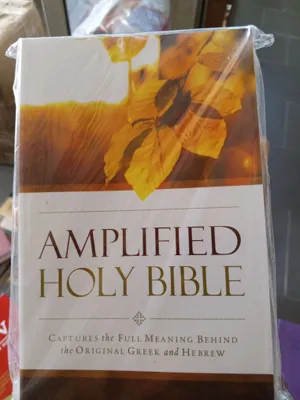 AMPLIFIED
HOLY BIBLE
CAPTURES the FULL MEANING BEHIND
the ORIGINAL GREEK and HEBREW